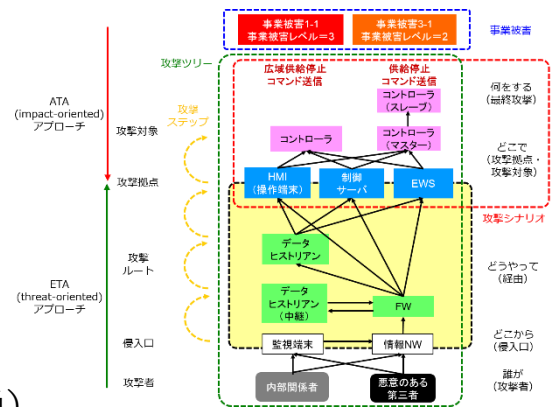 事業被害1-1
事業被害レベル＝3
事業被害3-1
事業被害レベル＝2
事業被害
攻撃ツリー
広域供給停止
コマンド送信
供給停止
コマンド送信
何をする
(最終攻撃)
ATA
(impact-oriented)
アプローチ
攻撃
ステップ
コントローラ
(スレーブ)
攻撃対象
コントローラ
コントローラ
(マスター)
どこで
(攻撃拠点・
攻撃対象)
攻撃拠点
HMI
(操作端末)
制御
サーバ
EWS
攻撃シナリオ
攻撃
ルート
データ
ヒストリアン
どうやって
(経由)
ETA
(threat-oriented)
アプローチ
データ
ヒストリアン
(中継)
FW
侵入口
監視端末
情報NW
どこから
(侵入口)
攻撃者
内部関係者
悪意のある
第三者
誰が
(攻撃者)